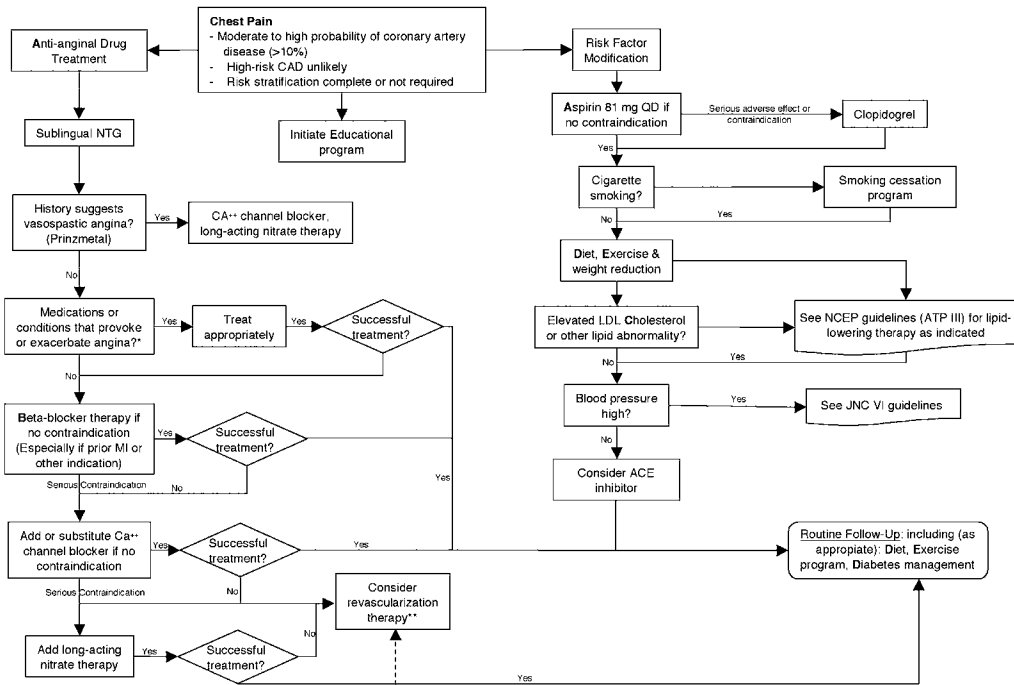 Chest Pain
- Moderate to high probability of coronary artery
disease (>10%)
- High-risk CAD unlikely
- Risk stratification complete or not required
Anti-anginal Drug
Treatment
Sublingual NTG
Initiate Educational
program
History suggests
vasospastic angina?
(Prinzmetal)
Yes
CA++ channel blocker,
long-acting nitrate therapy
No
Medications or
conditions that provoke
or exacerbate angina?*
Yes
Treat
appropriately
Yes
Successful
treatment?
No
Beta-blocker therapy if
no contraindication
(Especially if prior MI or
other indication)
Yes
Successful
treatment?
Yes
Serious Contraindication
No
Add or substitute Ca++
channel blocker if no
contraindication
Yes
Successful
treatment?
Yes
Serious Contraindication
No
Consider
revascularization
therapy**
Add long-acting
nitrate therapy
Yes
Successful
treatment?
No
Yes
Risk Factor
Modification
Aspirin 81 mg QD if
no contraindication
Serious adverse effect or
contraindication
Clopidogrel
Yes
Cigarette
smoking?
Smoking cessation
program
No
Yes
Diet, Exercise &
weight reduction
Elevated LDL Cholesterol
or other lipid abnormality?
See NCEP guidelines (ATP III) for lipid-
lowering therapy as indicated
No
Yes
Blood pressure
high?
Yes
See JNC VI guidelines
No
Consider ACE
inhibitor
Routine Follow-Up: including (as
appropiate): Diet, Exercise
program, Diabetes management